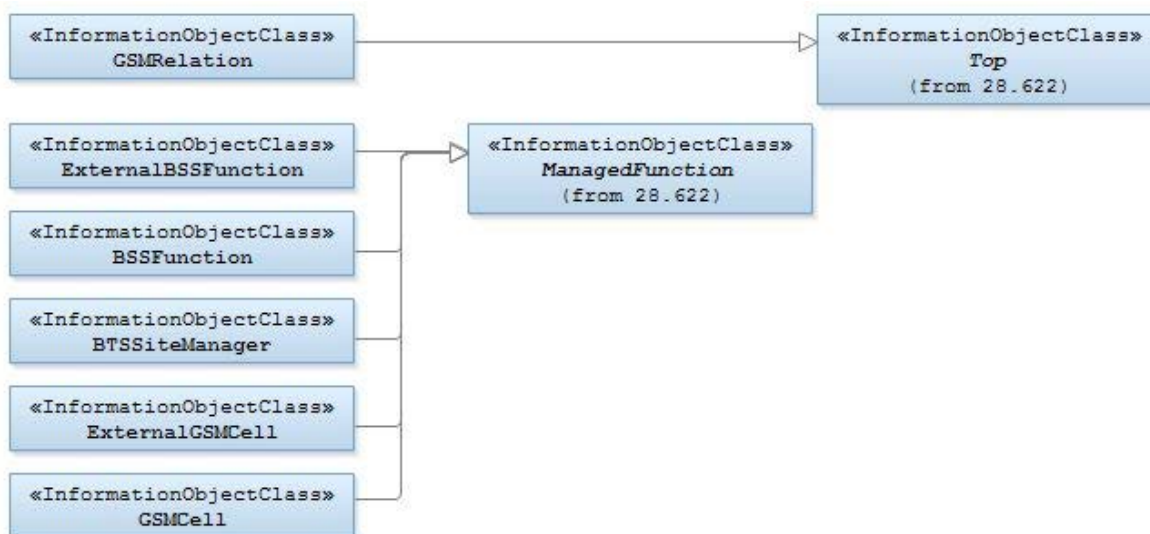 «InformationObjectClass»
GSMRelation
«InformationObjectClass»
Top
(from 28.622)
«InformationObjectClass»
ExternalBSSFunction
«InformationObjectClass»
ManagedFunction
(from 28.622)
«InformationObjectClass»
BSSFunction
«InformationObjectClass»
BTSSiteManager
«InformationObjectClass»
ExternalGSMCell
«InformationObjectClass»
GSMCell